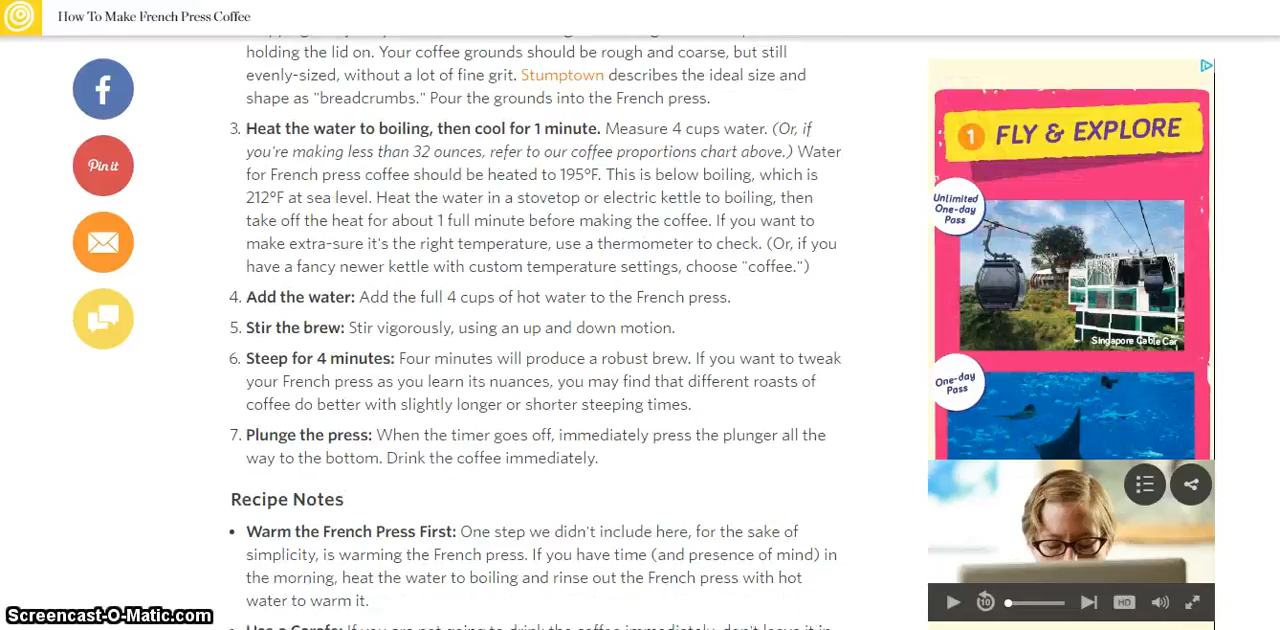 How To Make French Press Coffee
holding the lid on. Your coffee grounds should be rough and coarse, but still
evenly-sized, without a lot of fine grit. Stumptown describes the ideal size and
shape as "breadcrumbs." Pour the grounds into the French press.
3. Heat the water to boiling, then cool for 1 minute. Measure 4 cups water. (Or, if
you're making less than 32 ounces, refer to our coffee proportions chart above.) Water
for French press coffee should be heated to 195°F. This is below boiling, which is
212°F at sea level. Heat the water in a stovetop or electric kettle to boiling, then
take off the heat for about 1 full minute before making the coffee. If you want to
make extra-sure it's the right temperature, use a thermometer to check. (Or, if you
have a fancy newer kettle with custom temperature settings, choose "coffee.")
4. Add the water: Add the full 4 cups of hot water to the French press.
5. Stir the brew: Stir vigorously, using an up and down motion.
6. Steep for 4 minutes: Four minutes will produce a robust brew. If you want to tweak
your French press as you learn its nuances, you may find that different roasts of
coffee do better with slightly longer or shorter steeping times.
7. Plunge the press: When the timer goes off, immediately press the plunger all the
way to the bottom. Drink the coffee immediately.
Recipe Notes
• Warm the French Press First: One step we didn't include here, for the sake of
simplicity, is warming the French press. If you have time (and presence of mind) in
the morning, heat the water to boiling and rinse out the French press with hot
water to warm it.
f
Pin it
1 FLY & EXPLORE
Unlimited
One-day
Pass
Singapore Cable Car
One-day
Pass
10
HD
Screencast-O-Matic.com